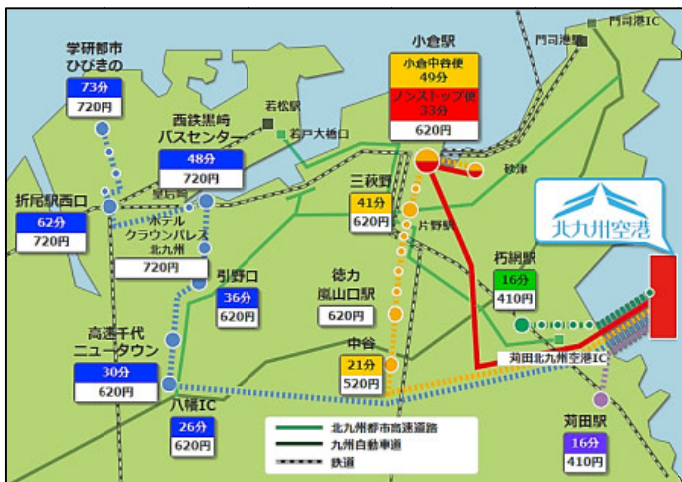 門司港IC
門司港駅
小倉駅
小倉中谷便
49分
ノンストップ便
33分
620円
学研都市
ひびきの
73分
720円
西鉄黒崎
バスセンター
48分
720円
若松駅
若戸大橋口
砂津
三萩野
41分
620円
片野駅
皇后崎
折尾駅西口
62分
720円
ホテル
クラウンパレス
北九州
720円
引野口
36分
620円
徳力
嵐山口駅
620円
北九州空港
朽網駅
16分
410円
高速千代
ニュータウン
30分
620円
中谷
21分
520円
苅田北九州空港IC
八幡IC
26分
620円
苅田駅
16分
410円
北九州都市高速道路
九州自動車道
鉄道